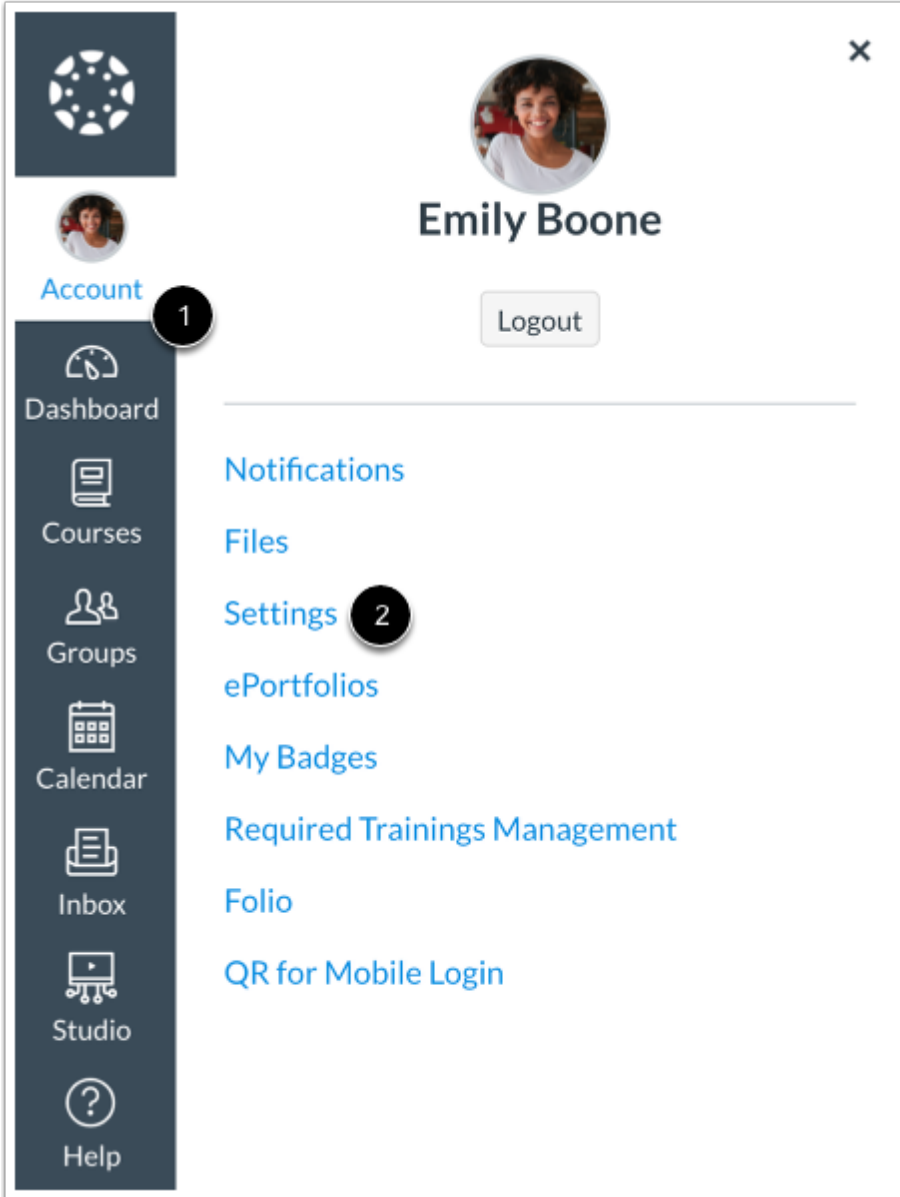 Emily Boone
Account
1
Logout
Dashboard
Notifications
Courses
Files
Settings 2
Groups
ePortfolios
My Badges
Calendar
Required Trainings Management
Inbox
Folio
QR for Mobile Login
Studio
Help